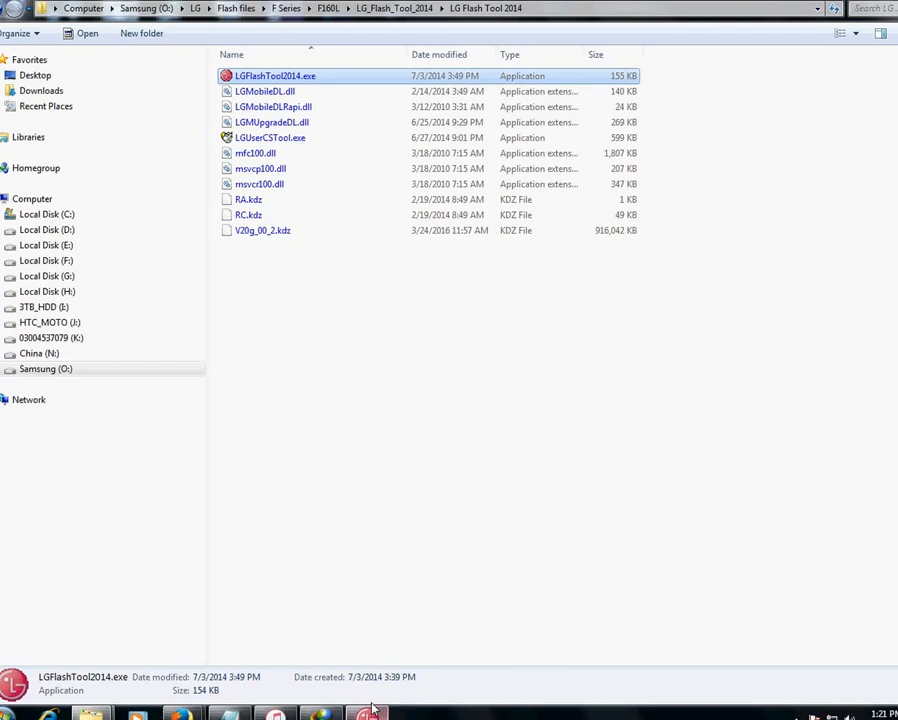 Computer ▸ Samsung (O:) ▸ LG ▸ Flash files ▸ F Series ▸ F160L ▸ LG_Flash_Tool_2014 ▸ LG Flash Tool 2014
Search LG
Organize Open New folder
Name Date modified Type Size
Favorites
Desktop
Downloads
Recent Places
Libraries
Homegroup
Computer
Local Disk (C:)
Local Disk (D:)
Local Disk (E:)
Local Disk (F:)
Local Disk (G:)
Local Disk (H:)
3TB_HDD (I:)
HTC_MOTO (J:)
03004537079 (K:)
China (N:)
Samsung (O:)
Network
LGFlashTool2014.exe 7/3/2014 3:49 PM Application 155 KB
LGMobileDL.dll 2/14/2014 3:49 AM Application extens... 140 KB
LGMobileDLRapi.dll 3/12/2010 3:31 AM Application extens... 24 KB
LGMUpgradeDL.dll 6/25/2014 9:29 PM Application extens... 269 KB
LGUserCSTool.exe 6/27/2014 9:01 PM Application 599 KB
mfc100.dll 3/18/2010 7:15 AM Application extens... 1,807 KB
msvcp100.dll 3/18/2010 7:15 AM Application extens... 207 KB
msvcr100.dll 3/18/2010 7:15 AM Application extens... 347 KB
RA.kdz 2/19/2014 8:49 AM KDZ File 1 KB
RC.kdz 2/19/2014 8:49 AM KDZ File 49 KB
V20g_00_2.kdz 3/24/2016 11:57 AM KDZ File 916,042 KB
LGFlashTool2014.exe Date modified: 7/3/2014 3:49 PM Date created: 7/3/2014 3:39 PM
Application Size: 154 KB
1:21 PM